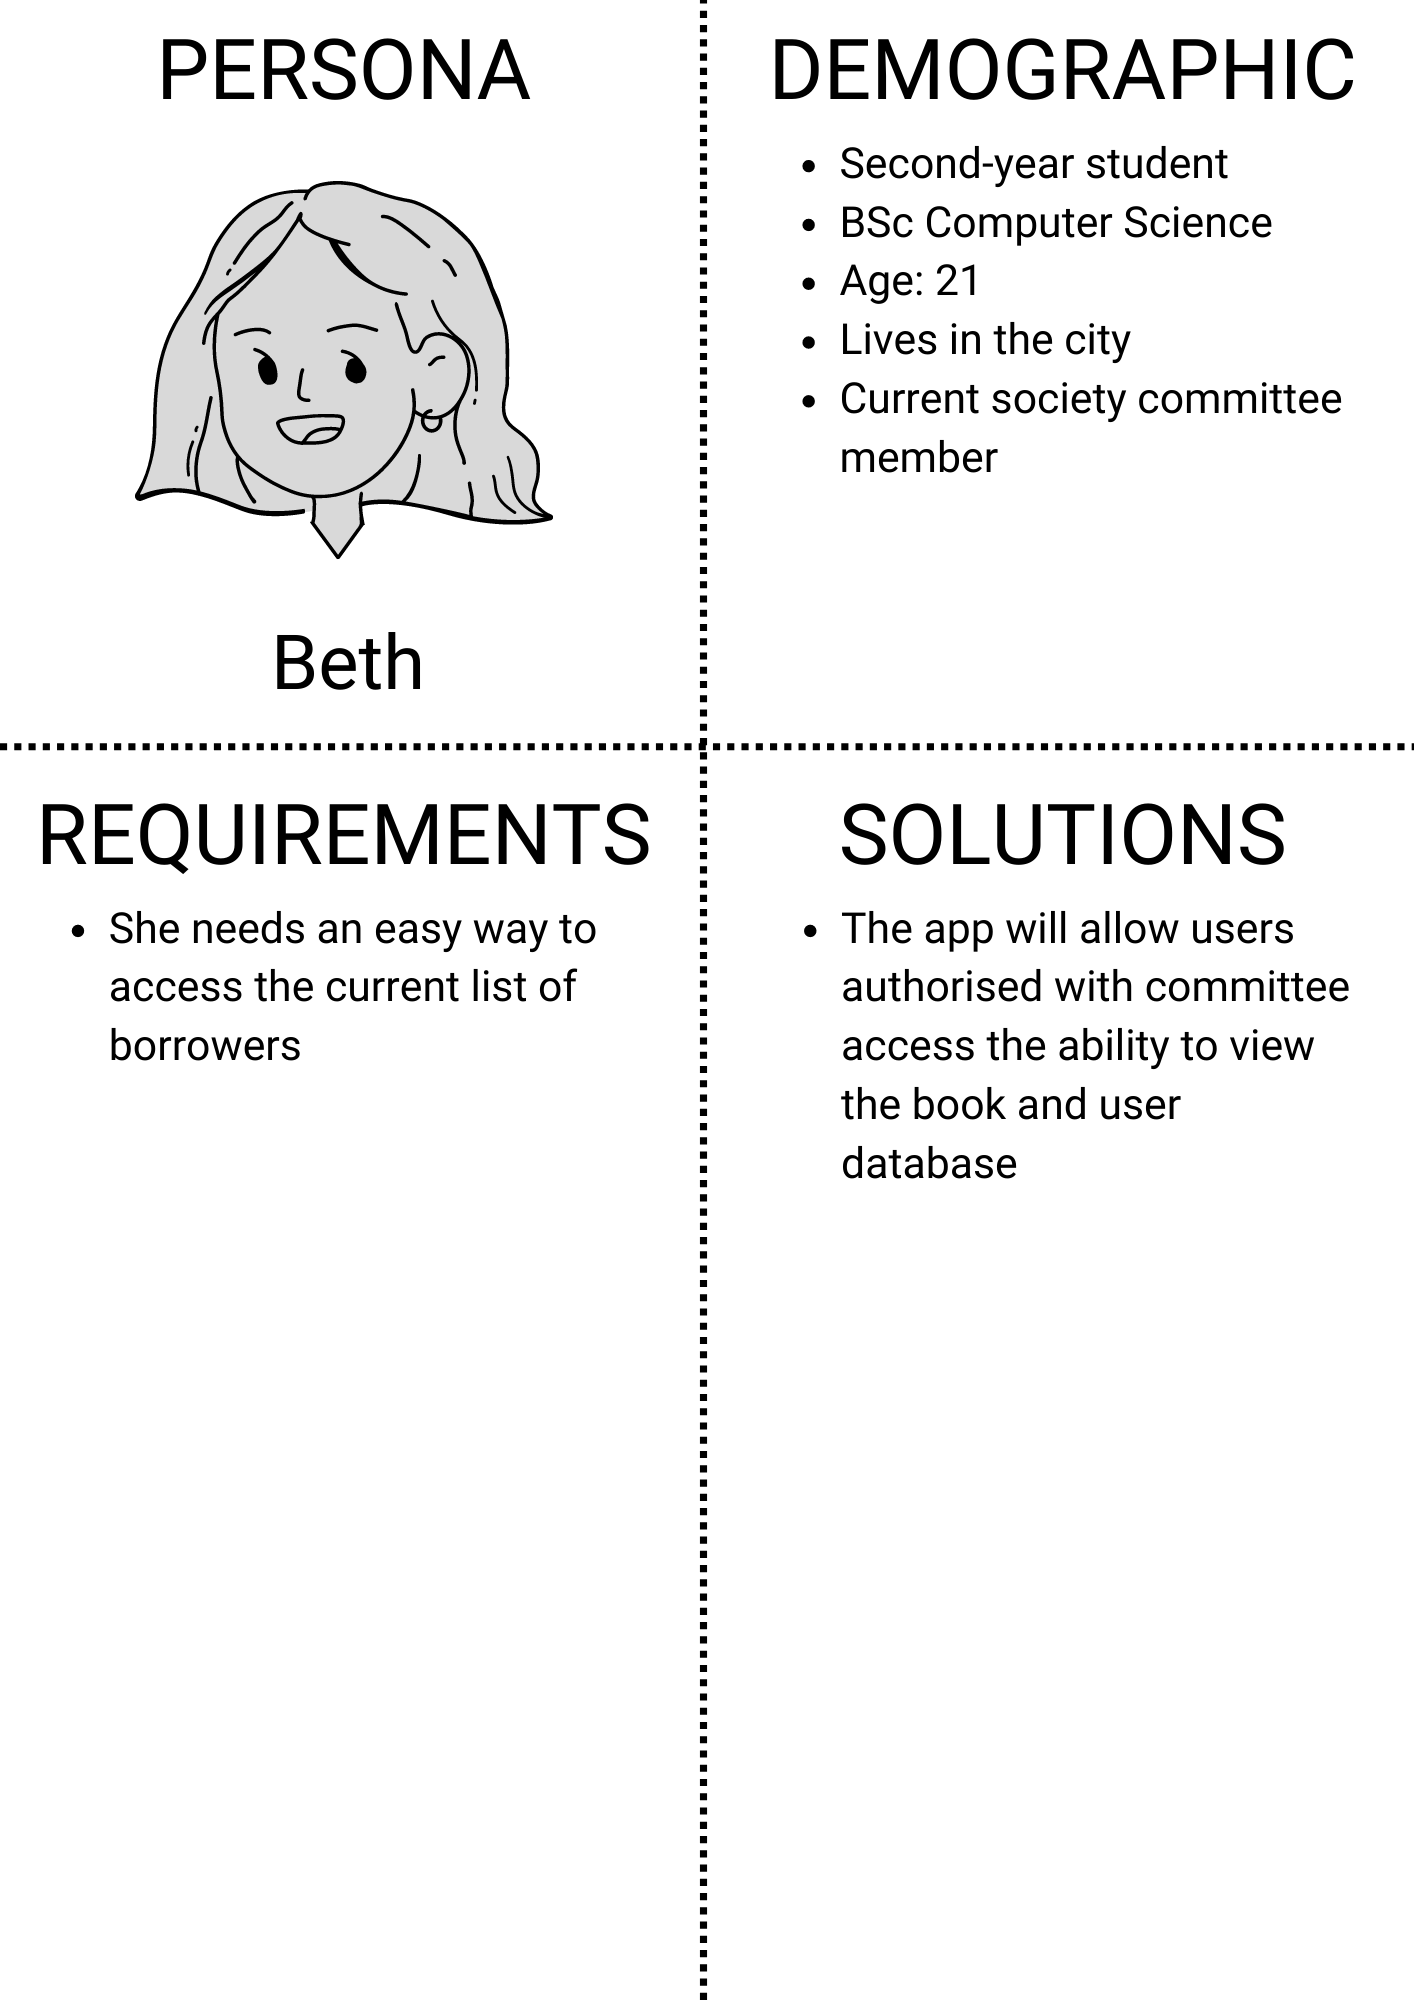 PERSONA
Beth
DEMOGRAPHIC
• Second-year student
• BSc Computer Science
• Age: 21
• Lives in the city
• Current society committee
member
REQUIREMENTS
• She needs an easy way to
access the current list of
borrowers
SOLUTIONS
• The app will allow users
authorised with committee
access the ability to view
the book and user
database